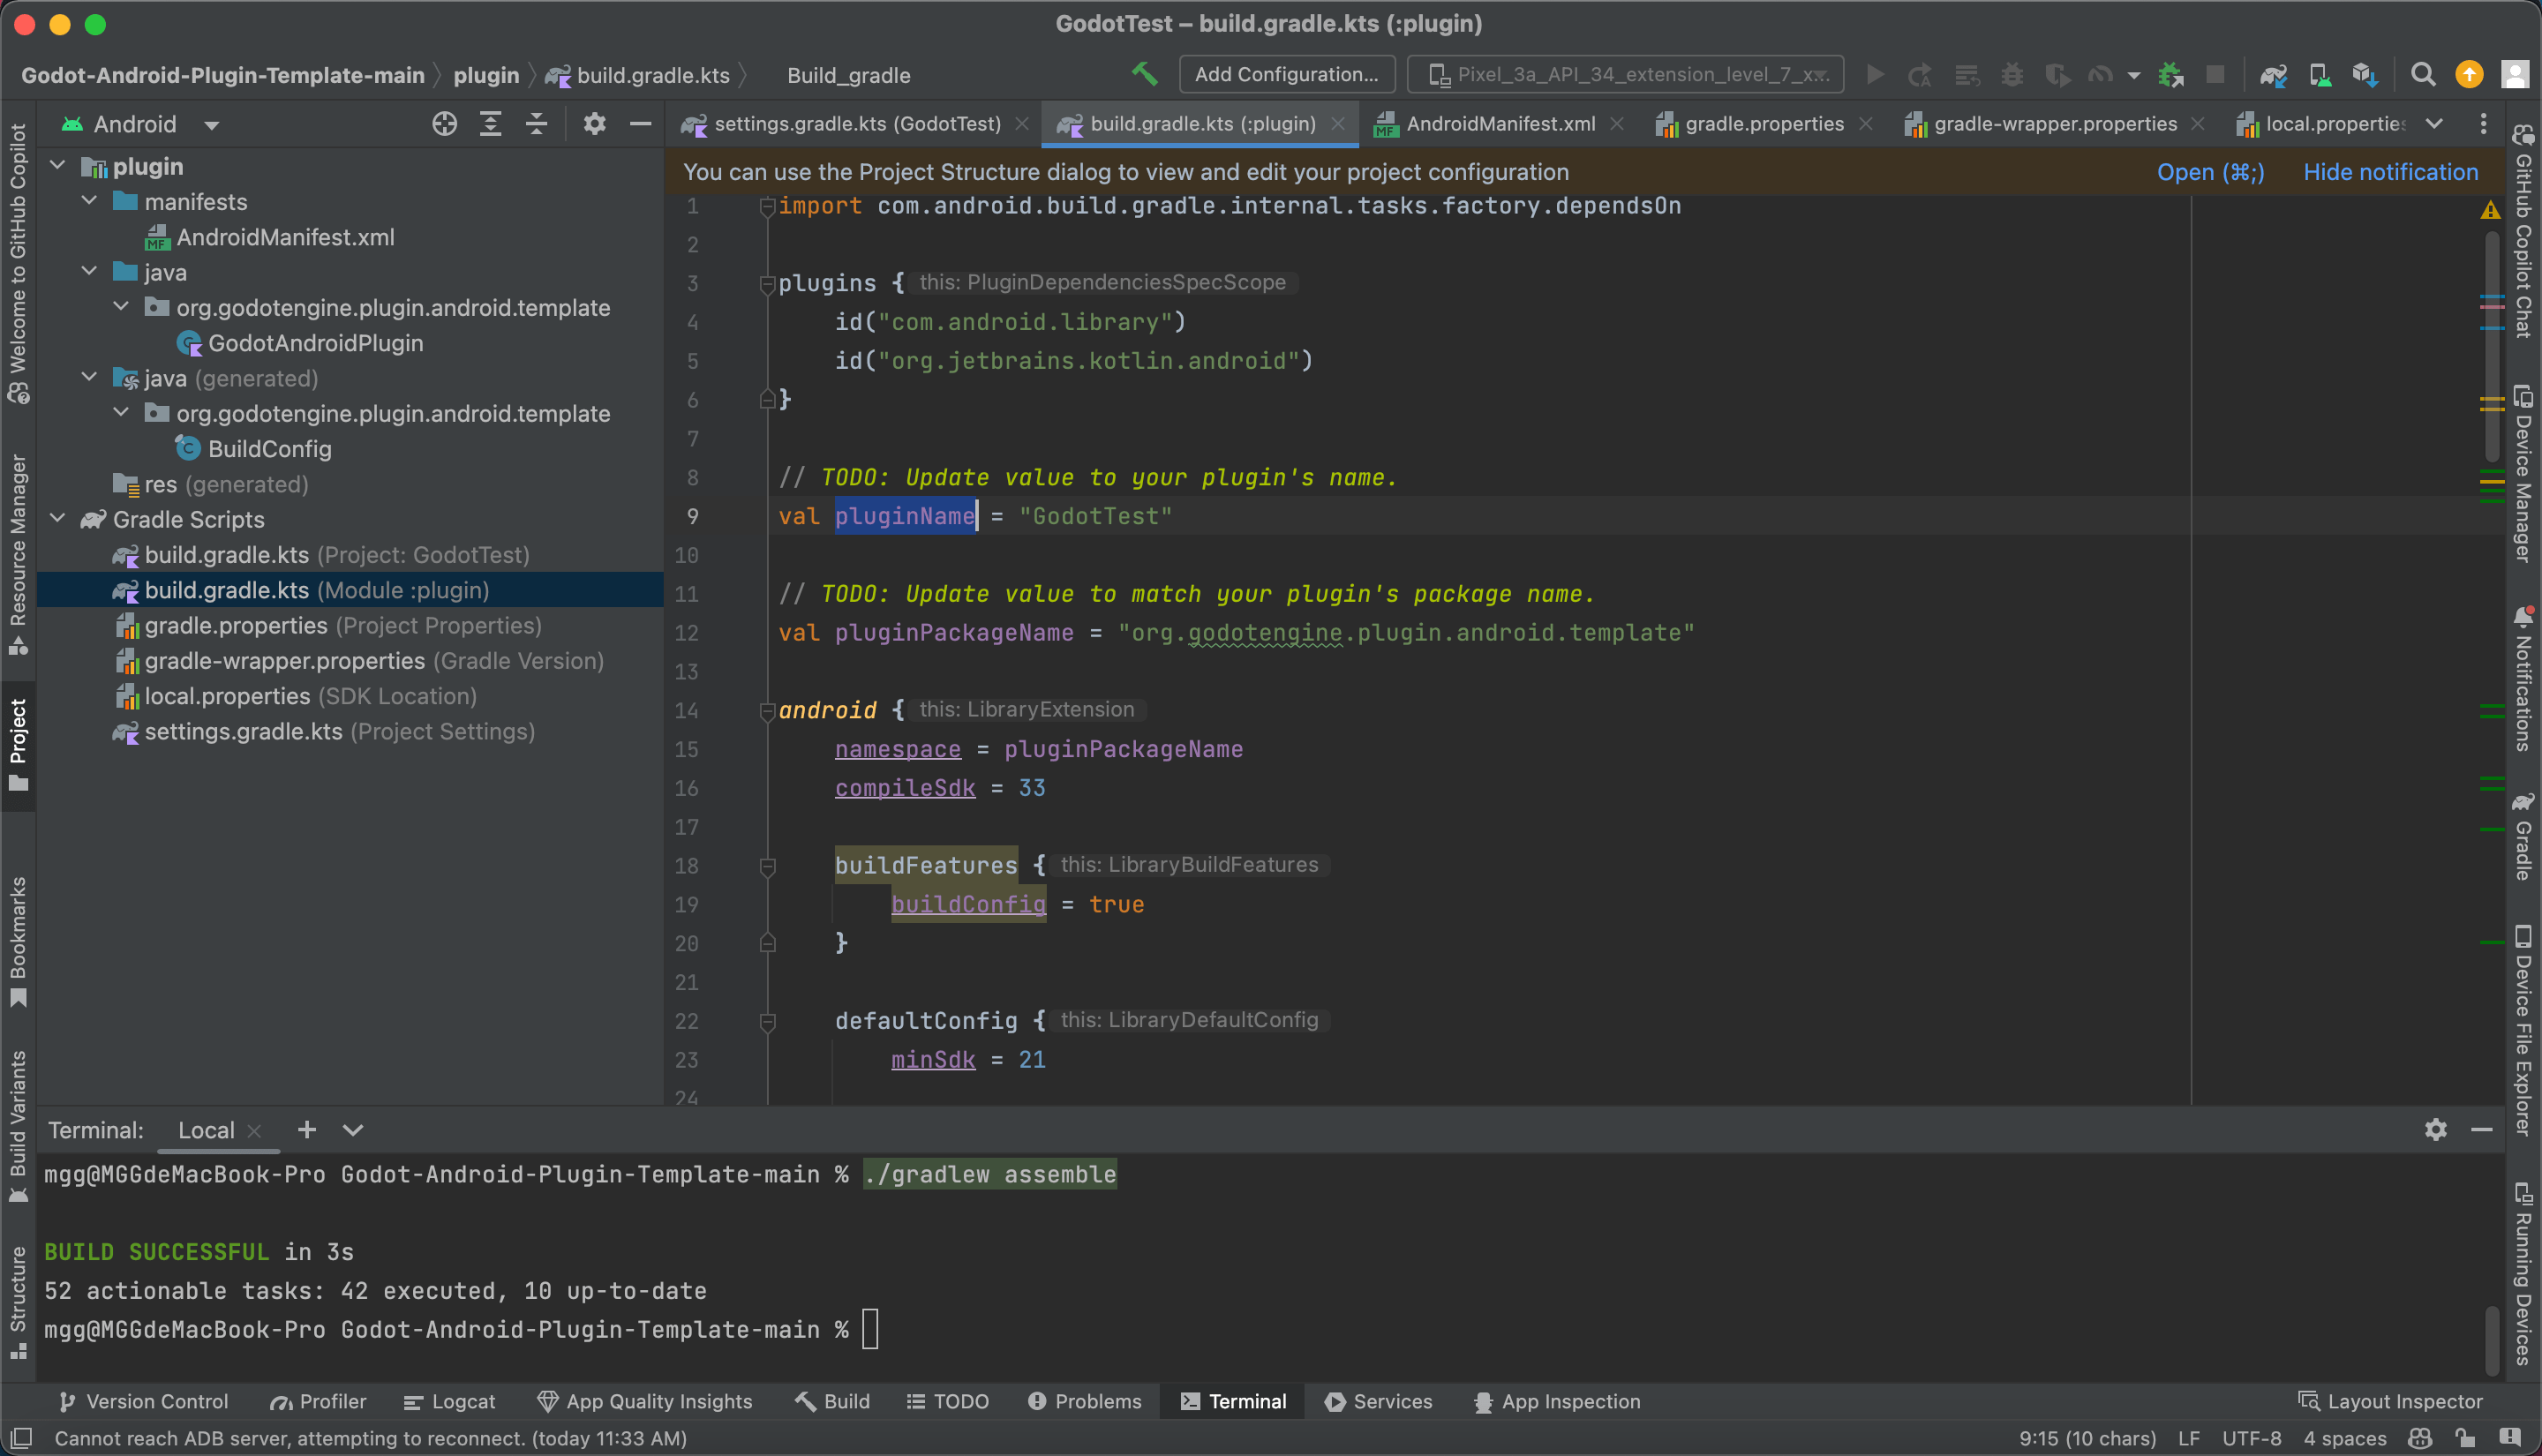 GodotTest – build.gradle.kts (:plugin)
Godot-Android-Plugin-Template-main
plugin
build.gradle.kts
Build_gradle
Add Configuration...
Pixel_3a_API_34_extension_level_7_x...
Android
settings.gradle.kts (GodotTest)
build.gradle.kts (:plugin)
AndroidManifest.xml
gradle.properties
gradle-wrapper.properties
local.propertie
You can use the Project Structure dialog to view and edit your project configuration
Open (⌘;)
Hide notification
Welcome to GitHub Copilot
Resource Manager
Project
Bookmarks
Build Variants
Structure
plugin
manifests
AndroidManifest.xml
java
org.godotengine.plugin.android.template
GodotAndroidPlugin
java (generated)
org.godotengine.plugin.android.template
BuildConfig
res (generated)
Gradle Scripts
build.gradle.kts (Project: GodotTest)
build.gradle.kts (Module :plugin)
gradle.properties (Project Properties)
gradle-wrapper.properties (Gradle Version)
local.properties (SDK Location)
settings.gradle.kts (Project Settings)
1 import com.android.build.gradle.internal.tasks.factory.dependsOn
2
3 plugins { this: PluginDependenciesSpecScope
4 id("com.android.library")
5 id("org.jetbrains.kotlin.android")
6 }
7
8 // TODO: Update value to your plugin's name.
9 val pluginName = "GodotTest"
10
11 // TODO: Update value to match your plugin's package name.
12 val pluginPackageName = "org.godotengine.plugin.android.template"
13
14 android { this: LibraryExtension
15 namespace = pluginPackageName
16 compileSdk = 33
17
18 buildFeatures { this: LibraryBuildFeatures
19 buildConfig = true
20 }
21
22 defaultConfig { this: LibraryDefaultConfig
23 minSdk = 21
24
GitHub Copilot Chat
Device Manager
Notifications
Gradle
Device File Explorer
Running Devices
Terminal:
Local
mgg@MGGdeMacBook-Pro Godot-Android-Plugin-Template-main % ./gradlew assemble
BUILD SUCCESSFUL in 3s
52 actionable tasks: 42 executed, 10 up-to-date
mgg@MGGdeMacBook-Pro Godot-Android-Plugin-Template-main %
Version Control
Profiler
Logcat
App Quality Insights
Build
TODO
Problems
Terminal
Services
App Inspection
Layout Inspector
Cannot reach ADB server, attempting to reconnect. (today 11:33 AM)
9:15 (10 chars)
LF
UTF-8
4 spaces